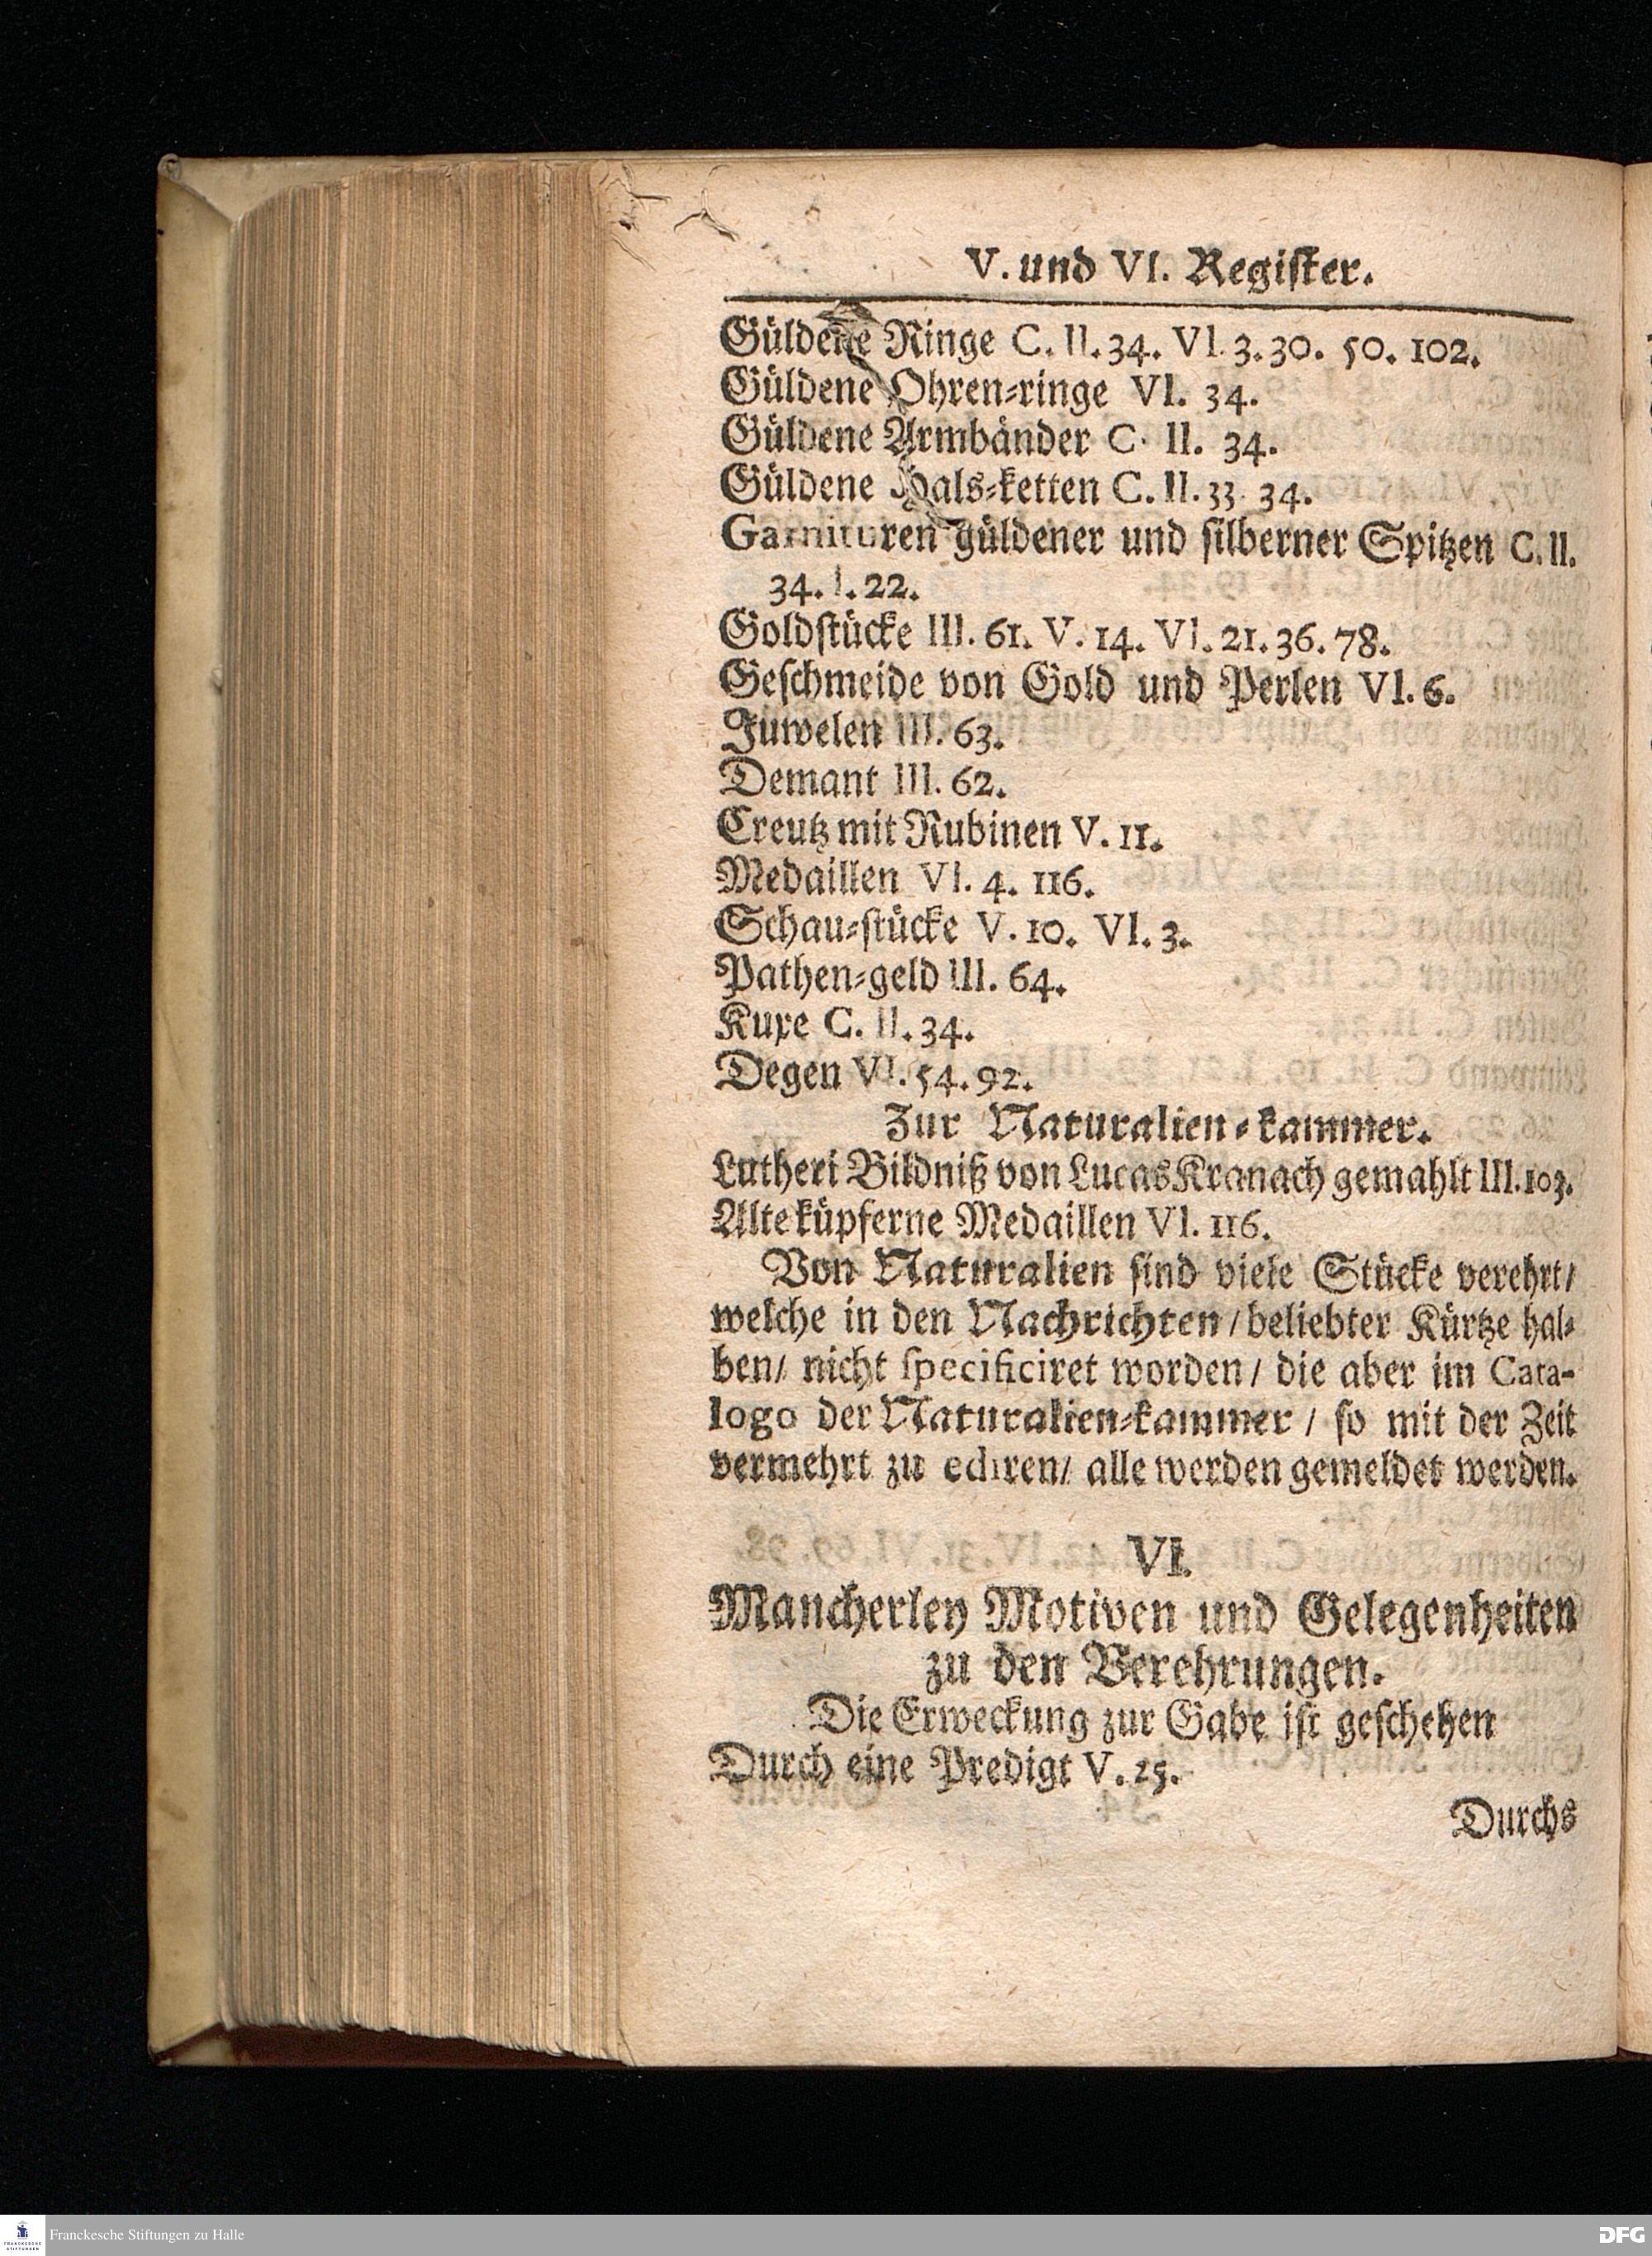 V. und VI. Register.
Güldene Ringe C. II. 34. VI. 3. 30. 50. 102.
Güldene Ohren-ringe VI. 34.
Güldene Armbänder C. II. 34.
Güldene Hals-ketten C. II. 33. 34.
Garnituren güldener und silberner Spitzen C. II.
34. I. 22.
Goldstücke III. 61. V. 14. VI. 21. 36. 78.
Geschmeide von Gold und Perlen VI. 6.
Juwelen III. 63.
Demant III. 62.
Creutz mit Rubinen V. 11.
Medaillen VI. 4. 116.
Schau-stücke V. 10. VI. 3.
Pathen-geld III. 64.
Kuxe C. II. 34.
Degen VI. 54. 92.
Zur Naturalien-kammer.
Lutheri Bildniß von Lucas Kranach gemahlt III. 103.
Alte küpferne Medaillen VI. 116.
Von Naturalien sind viele Stücke verehrt/
welche in den Nachrichten / beliebter Kürtze hal-
ben/ nicht specificiret worden / die aber im Cata-
logo der Naturalien-kammer / so mit der Zeit
vermehrt zu ediren/ alle werden gemeldet werden.
VI.
Mancherley Motiven und Gelegenheiten
zu den Verehrungen.
Die Erweckung zur Gabe ist geschehen
Durch eine Predigt V. 25.
Durchs
Franckesche Stiftungen zu Halle
DFG